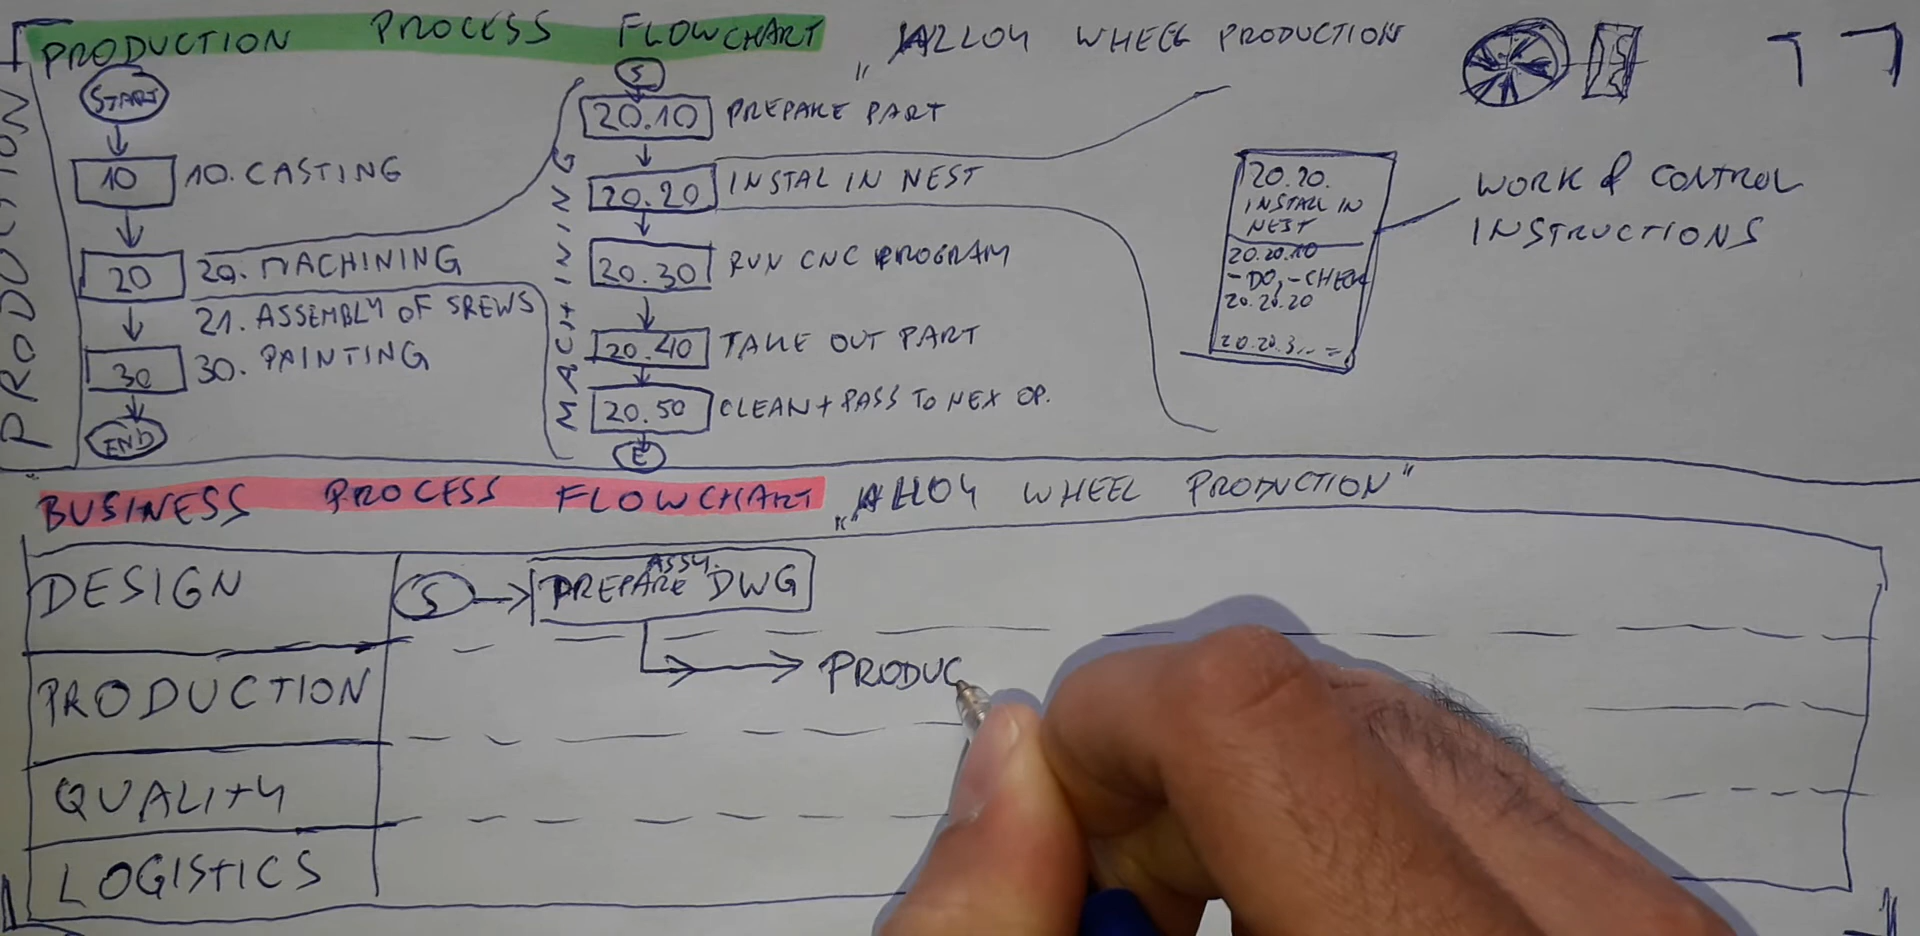 PRODUCTION PROCESS FLOWCHART „ALLOY WHEEL PRODUCTION
PRODUCTION
START
10
10. CASTING
20
20. MACHINING
21. ASSEMBLY OF SREWS
30
30. PAINTING
END
MACHINING
S
20.10 PREPARE PART
20.20 INSTAL IN NEST
20.30 RUN CNC PROGRAM
20.40 TAKE OUT PART
20.50 CLEAN + PASS TO NEX OP.
E
20.20.
INSTALL IN
NEST
20.20.10
-DO, -CHECK
20.20.20
20.20.3...
WORK & CONTROL
INSTRUCTIONS
BUSINESS PROCESS FLOWCHART „ALLOY WHEEL PRODUCTION"
DESIGN
S
ASSY.
PREPARE DWG
PRODUCTION
PRODUC
QUALITY
LOGISTICS